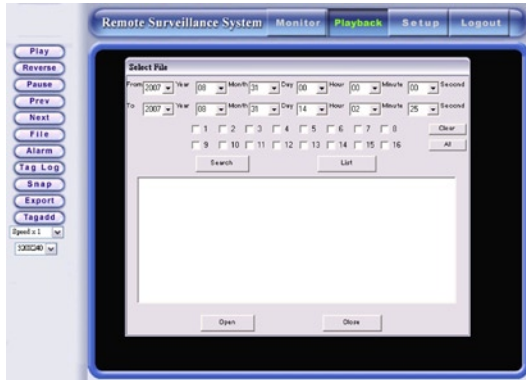 Remote Surveillance System Monitor Playback Setup Logout
Play
Reverse
Pause
Prev
Next
File
Alarm
Tag Log
Snap
Export
Tagadd
Speed x 1
320X240
Select File
From 2007 Year 08 Month 31 Day 00 Hour 00 Minute 00 Second
To 2007 Year 08 Month 31 Day 14 Hour 02 Minute 25 Second
1 2 3 4 5 6 7 8 Clear
9 10 11 12 13 14 15 16 All
Search List
Open Close